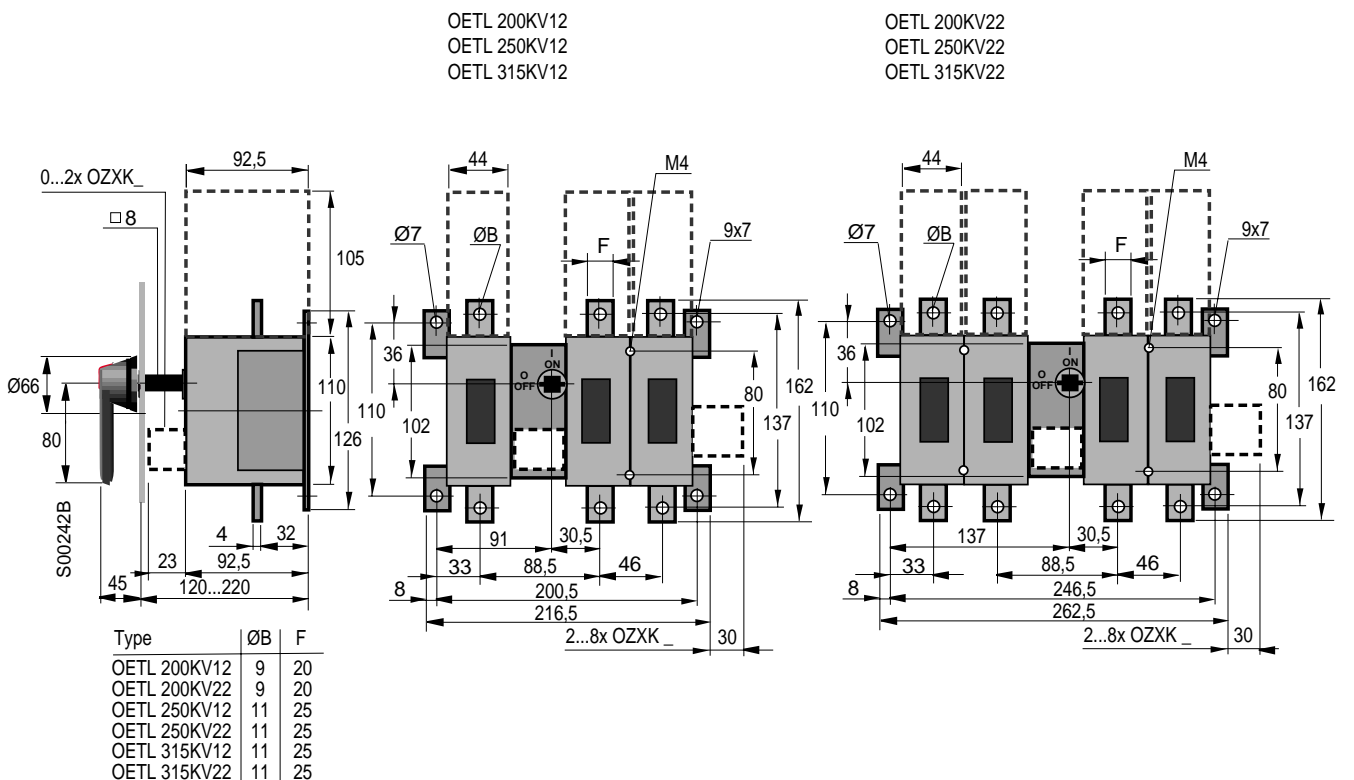 OETL 200KV12
OETL 250KV12
OETL 315KV12
OETL 200KV22
OETL 250KV22
OETL 315KV22
92,5
0...2x OZXK_
□ 8
105
Ø66
80
110
126
4
32
23
92,5
45
120...220
S00242B
44
M4
Ø7
ØB
F
9x7
36
I
ON
O
OFF
110
102
80
137
162
91
30,5
33
88,5
46
8
200,5
216,5
2...8x OZXK _
30
44
M4
Ø7
ØB
F
9x7
36
I
ON
O
OFF
110
102
80
137
162
137
30,5
33
88,5
46
8
246,5
262,5
2...8x OZXK _
30
Type ØB F
OETL 200KV12 9 20
OETL 200KV22 9 20
OETL 250KV12 11 25
OETL 250KV22 11 25
OETL 315KV12 11 25
OETL 315KV22 11 25